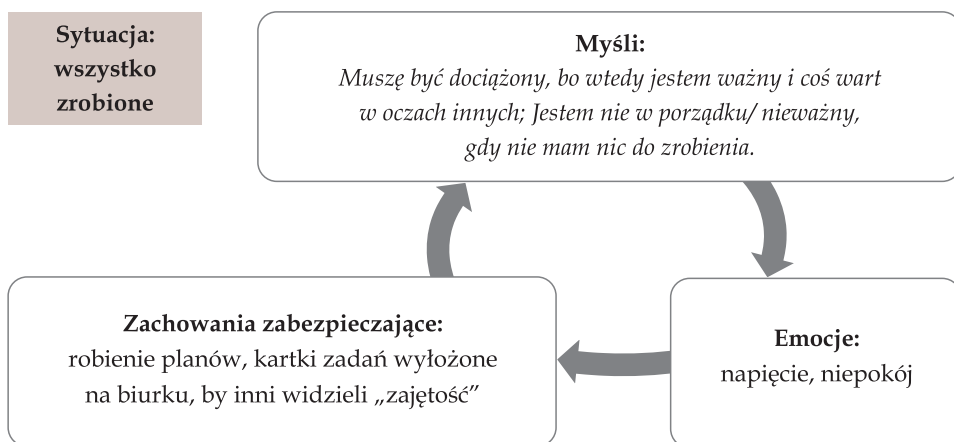 Sytuacja:
wszystko
zrobione
Myśli:
Muszę być dociążony, bo wtedy jestem ważny i coś wart
w oczach innych; Jestem nie w porządku/ nieważny,
gdy nie mam nic do zrobienia.
Zachowania zabezpieczające:
robienie planów, kartki zadań wyłożone
na biurku, by inni widzieli „zajętość”
Emocje:
napięcie, niepokój